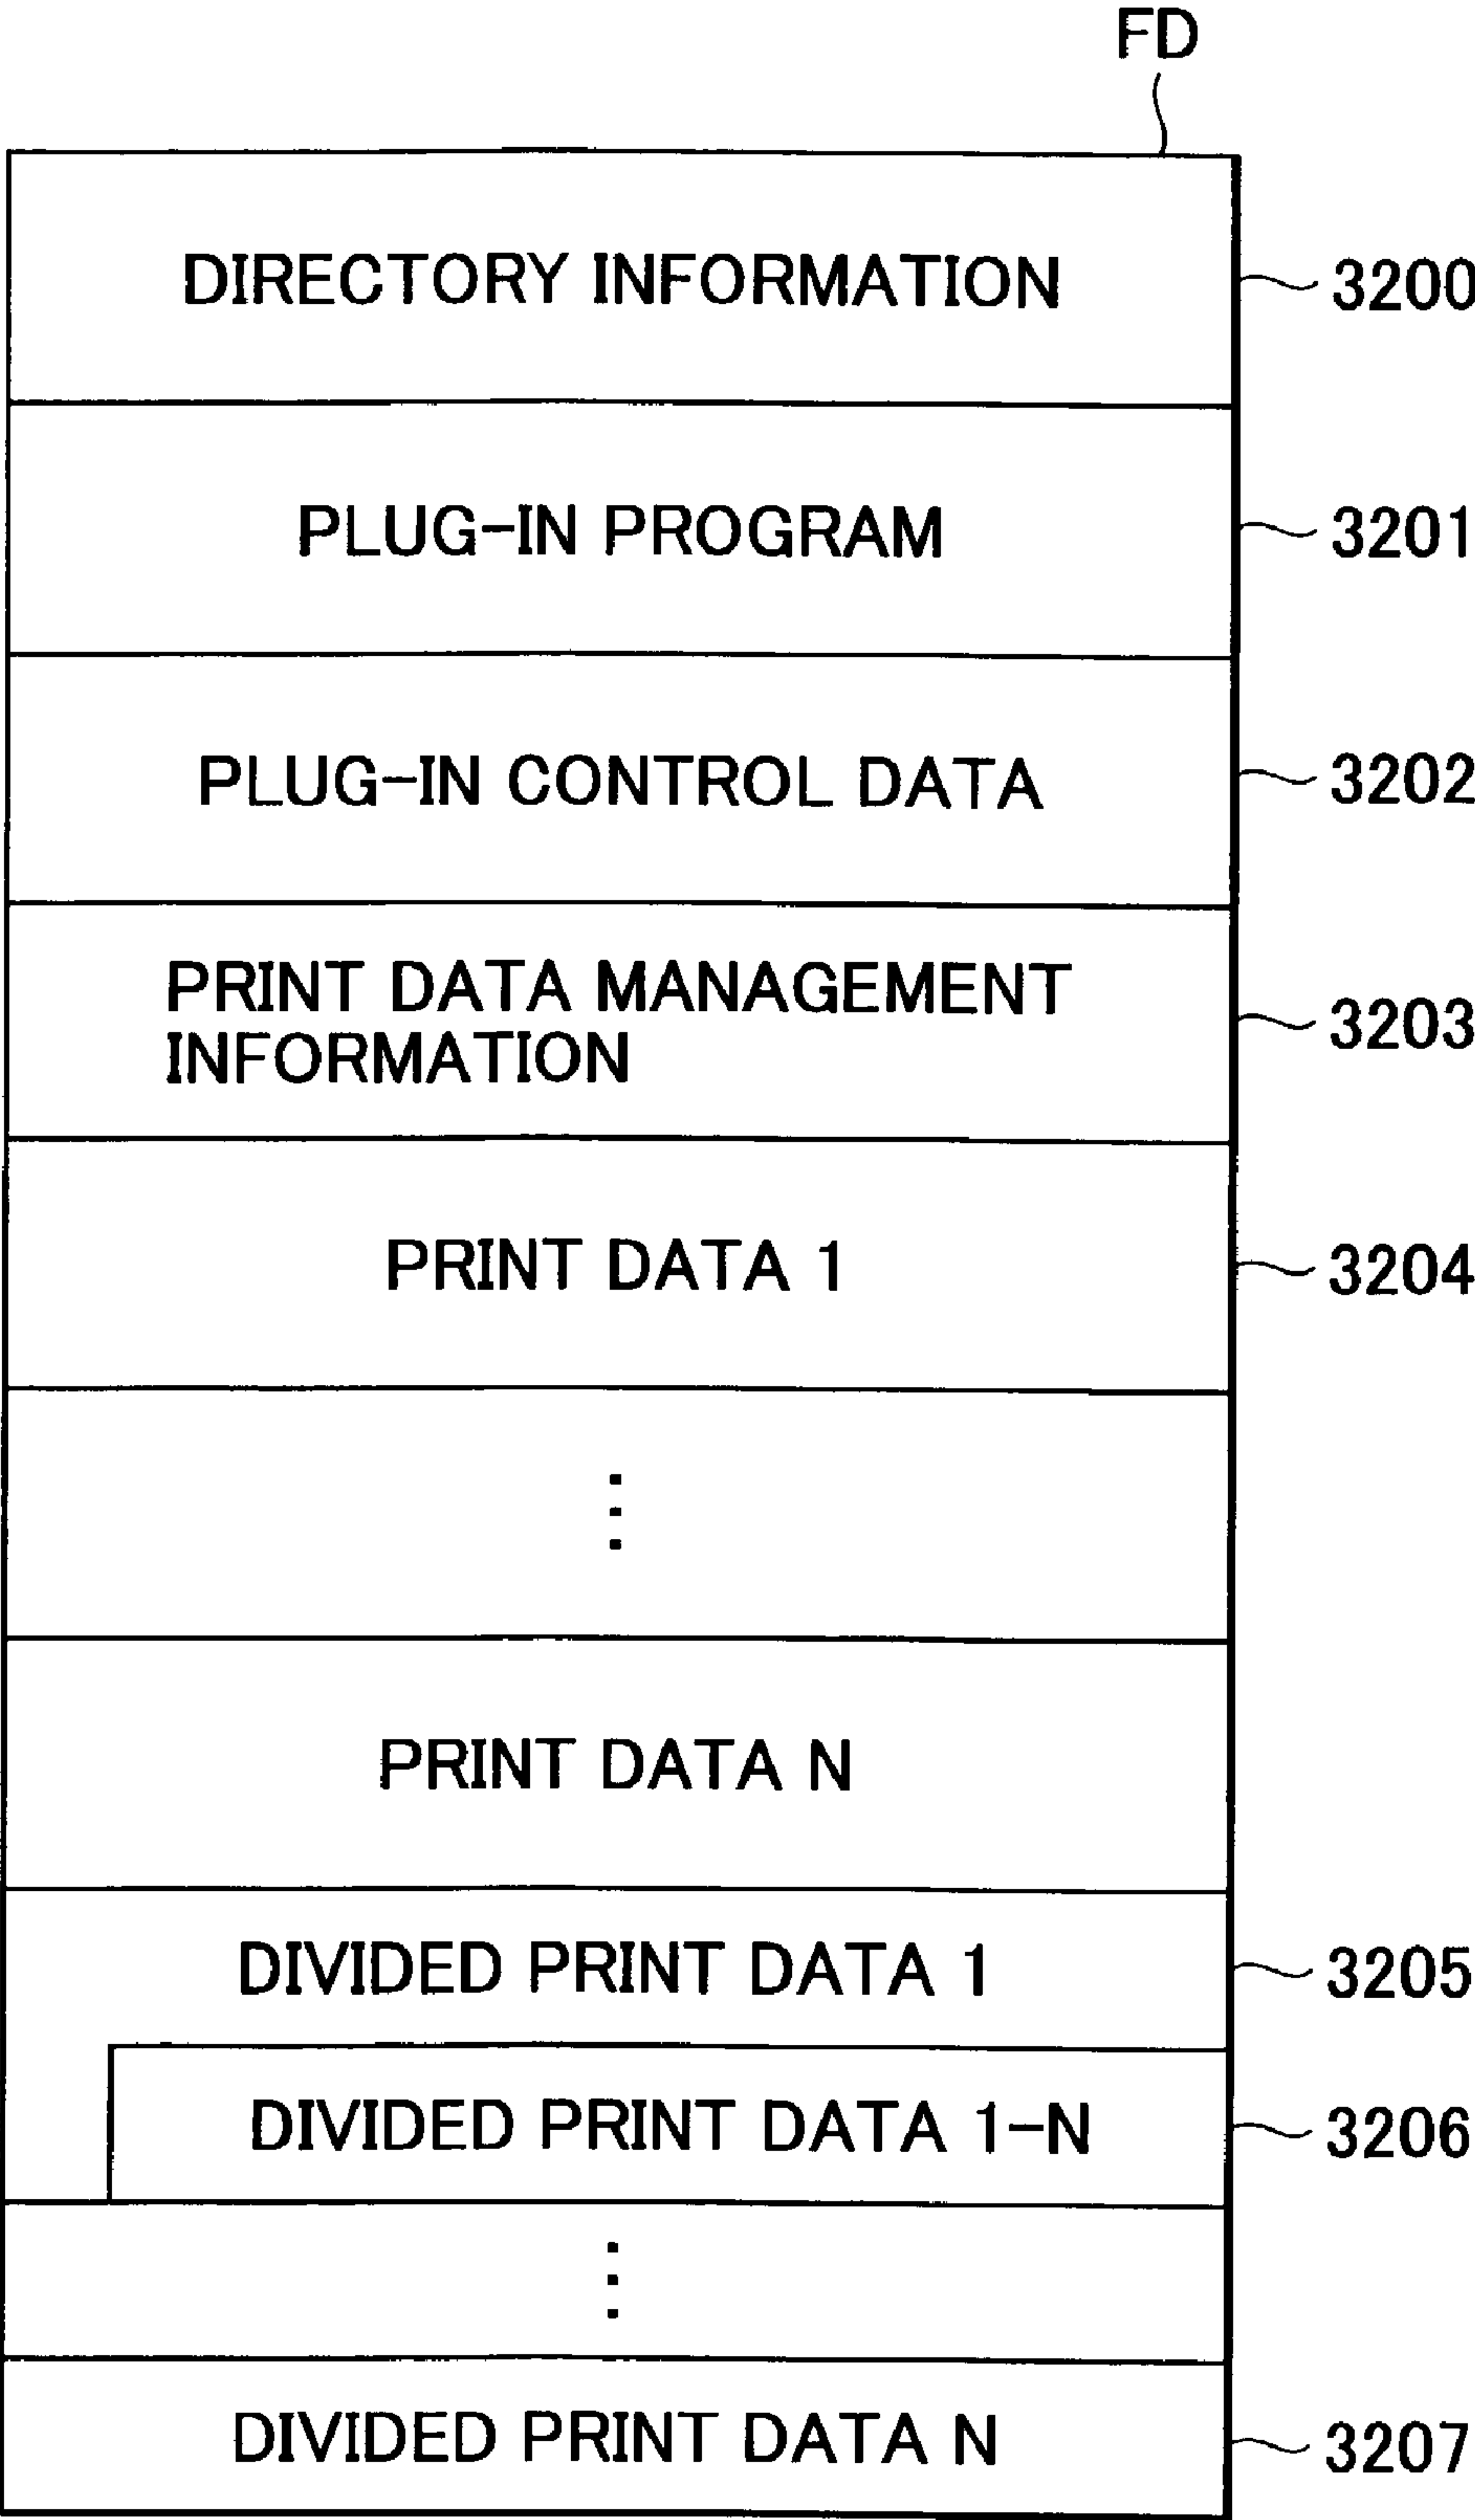 FD
DIRECTORY INFORMATION
3200
PLUG-IN PROGRAM
3201
PLUG-IN CONTROL DATA
3202
PRINT DATA MANAGEMENT
INFORMATION
3203
PRINT DATA 1
3204
PRINT DATA N
DIVIDED PRINT DATA 1
3205
DIVIDED PRINT DATA 1-N
3206
DIVIDED PRINT DATA N
3207